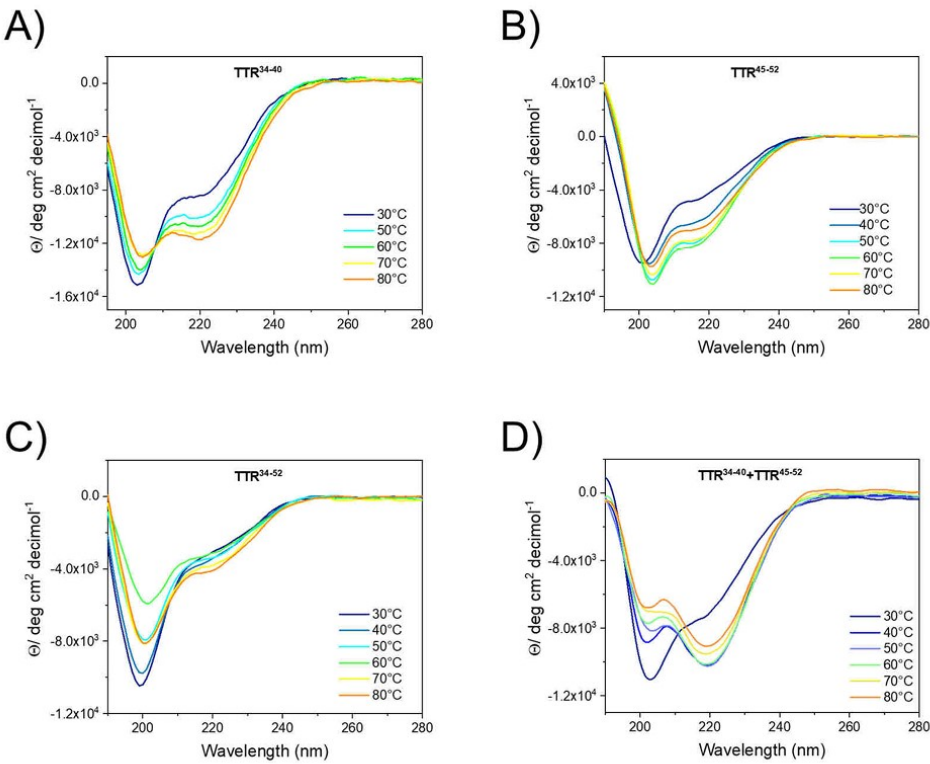 A)
TTR³⁴⁻⁴⁰
0.0
-4.0x10³
-8.0x10³
-1.2x10⁴
-1.6x10⁴
Θ/ deg cm² decimol⁻¹
30°C
50°C
60°C
70°C
80°C
200 220 240 260 280
Wavelength (nm)
B)
TTR⁴⁵⁻⁵²
4.0x10³
0.0
-4.0x10³
-8.0x10³
-1.2x10⁴
Θ/ deg cm² decimol⁻¹
30°C
40°C
50°C
60°C
70°C
80°C
200 220 240 260 280
Wavelength (nm)
C)
TTR³⁴⁻⁵²
0.0
-4.0x10³
-8.0x10³
-1.2x10⁴
Θ/ deg cm² decimol⁻¹
30°C
40°C
50°C
60°C
70°C
80°C
200 220 240 260 280
Wavelength (nm)
D)
TTR³⁴⁻⁴⁰+TTR⁴⁵⁻⁵²
0.0
-4.0x10³
-8.0x10³
-1.2x10⁴
Θ/ deg cm² decimol⁻¹
30°C
40°C
50°C
60°C
70°C
80°C
200 220 240 260 280
Wavelength (nm)